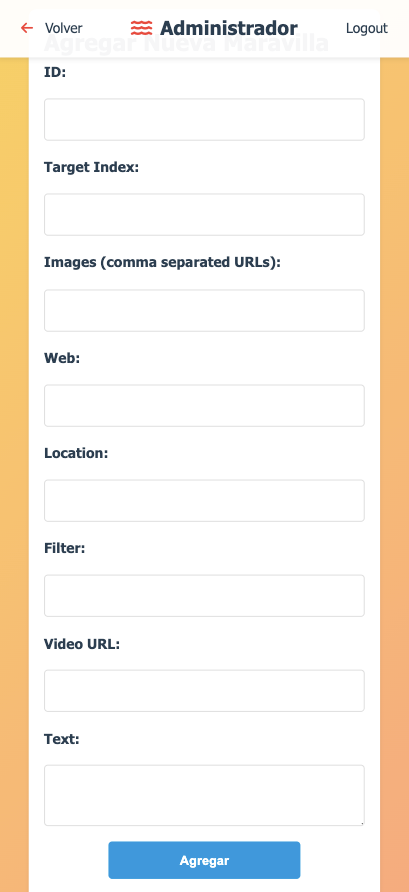 Volver
Administrador
Logout
Agregar Nueva Maravilla
ID:
Target Index:
Images (comma separated URLs):
Web:
Location:
Filter:
Video URL:
Text:
Agregar